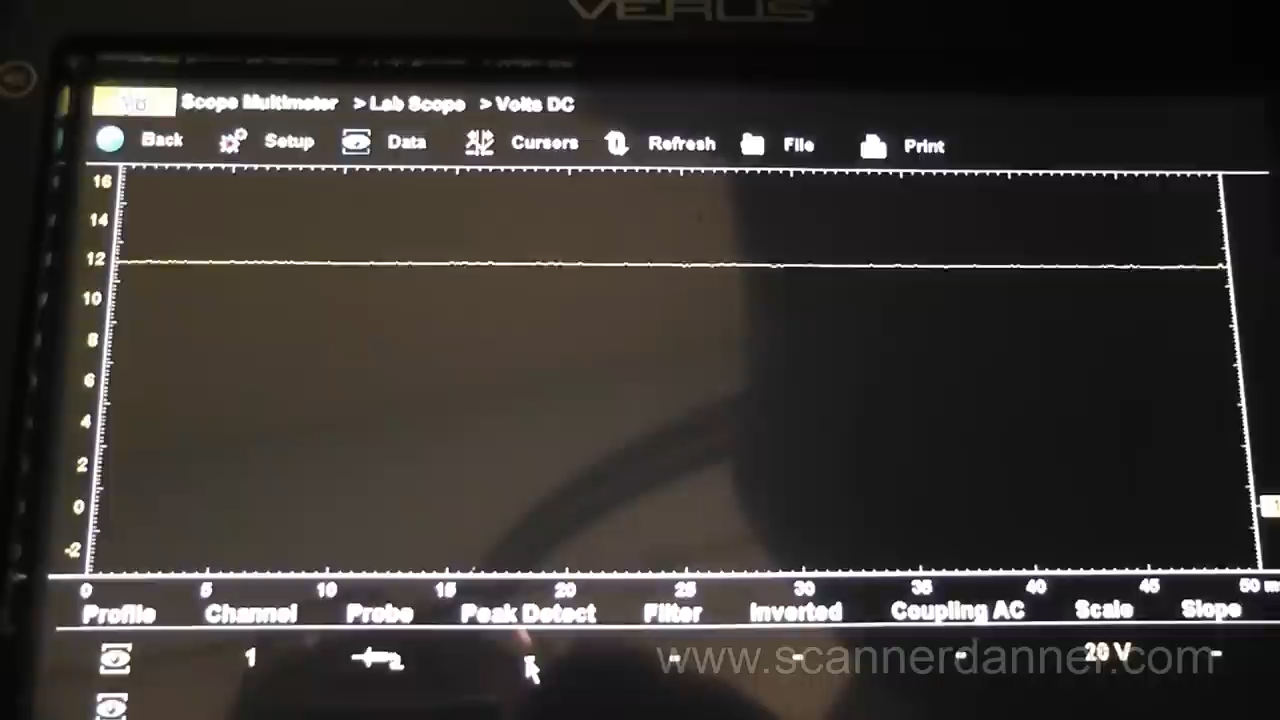 VERUS
Scope Multimeter > Lab Scope > Volts DC
Back Setup Data Cursors Refresh File Print
16
14
12
10
8
6
4
2
0
-2
0 5 10 15 20 25 30 35 40 45 50 m
Profile Channel Probe Peak Detect Filter Inverted Coupling AC Scale Slope
1 - - - 20 V -
www.scannerdanner.com